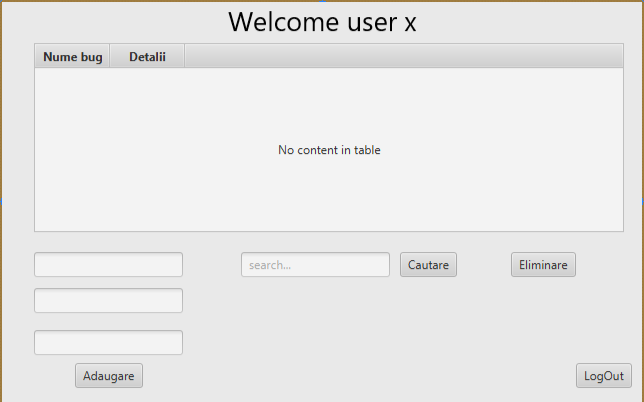 Welcome user x
Nume bug Detalii
No content in table
search... Cautare Eliminare
Adaugare LogOut